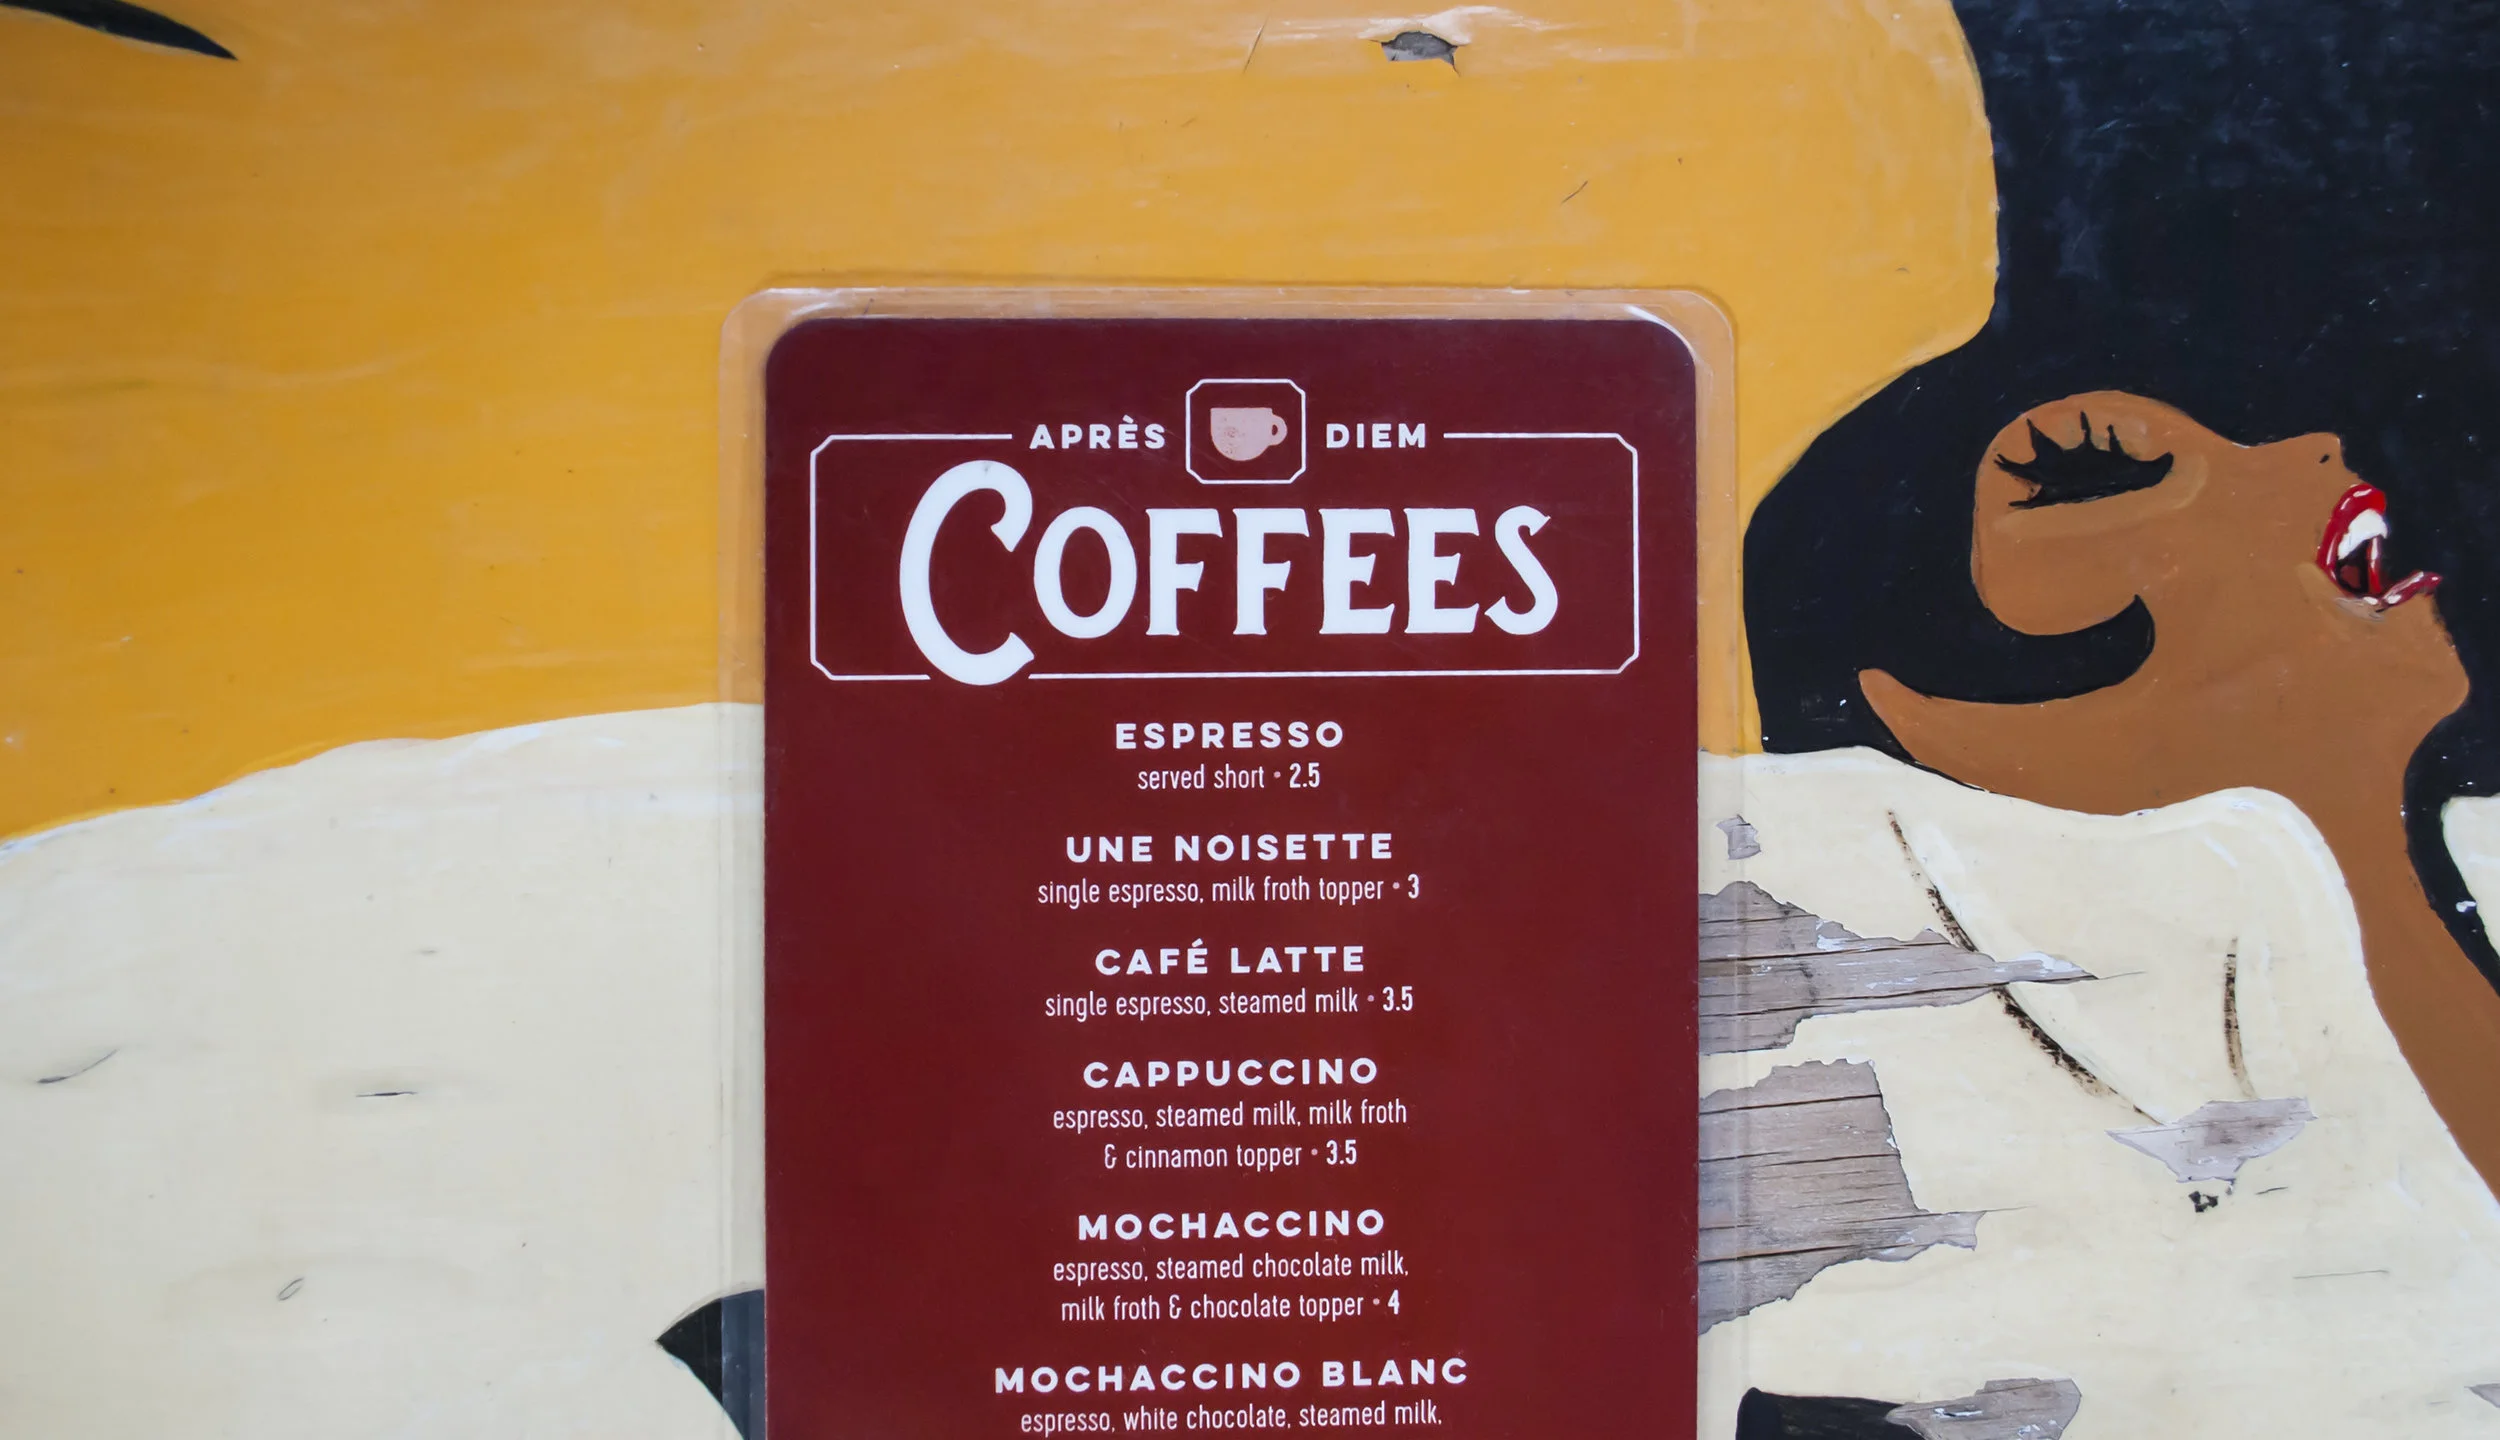 APRÈS DIEM
COFFEES
ESPRESSO
served short • 2.5
UNE NOISETTE
single espresso, milk froth topper • 3
CAFÉ LATTE
single espresso, steamed milk • 3.5
CAPPUCCINO
espresso, steamed milk, milk froth
& cinnamon topper • 3.5
MOCHACCINO
espresso, steamed chocolate milk,
milk froth & chocolate topper • 4
MOCHACCINO BLANC
espresso, white chocolate, steamed milk,